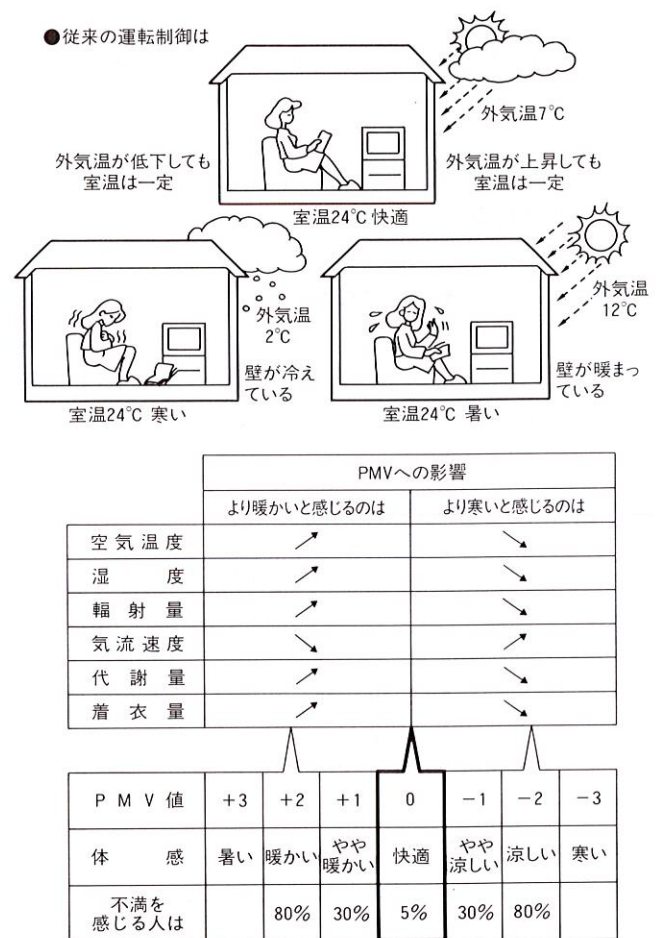 ●従来の運転制御は
外気温7℃
外気温が低下しても
室温は一定
外気温が上昇しても
室温は一定
室温24℃ 快適
外気温
2℃
壁が冷え
ている
室温24℃ 寒い
外気温
12℃
壁が暖まっ
ている
室温24℃ 暑い
PMVへの影響
より暖かいと感じるのは より寒いと感じるのは
空気温度 ↗ ↘
湿度 ↗ ↘
輻射量 ↗ ↘
気流速度 ↘ ↗
代謝量 ↗ ↘
着衣量 ↗ ↘
PMV値 +3 +2 +1 0 −1 −2 −3
体感 暑い 暖かい やや暖かい 快適 やや涼しい 涼しい 寒い
不満を
感じる人は 80% 30% 5% 30% 80%